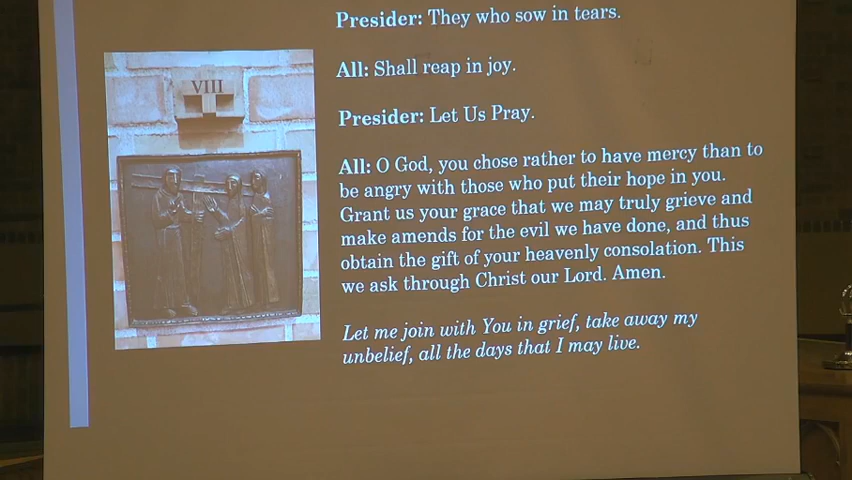 Presider: They who sow in tears.
All: Shall reap in joy.
VIII
Presider: Let Us Pray.
All: O God, you chose rather to have mercy than to
be angry with those who put their hope in you.
Grant us your grace that we may truly grieve and
make amends for the evil we have done, and thus
obtain the gift of your heavenly consolation. This
we ask through Christ our Lord. Amen.
Let me join with You in grief, take away my
unbelief, all the days that I may live.